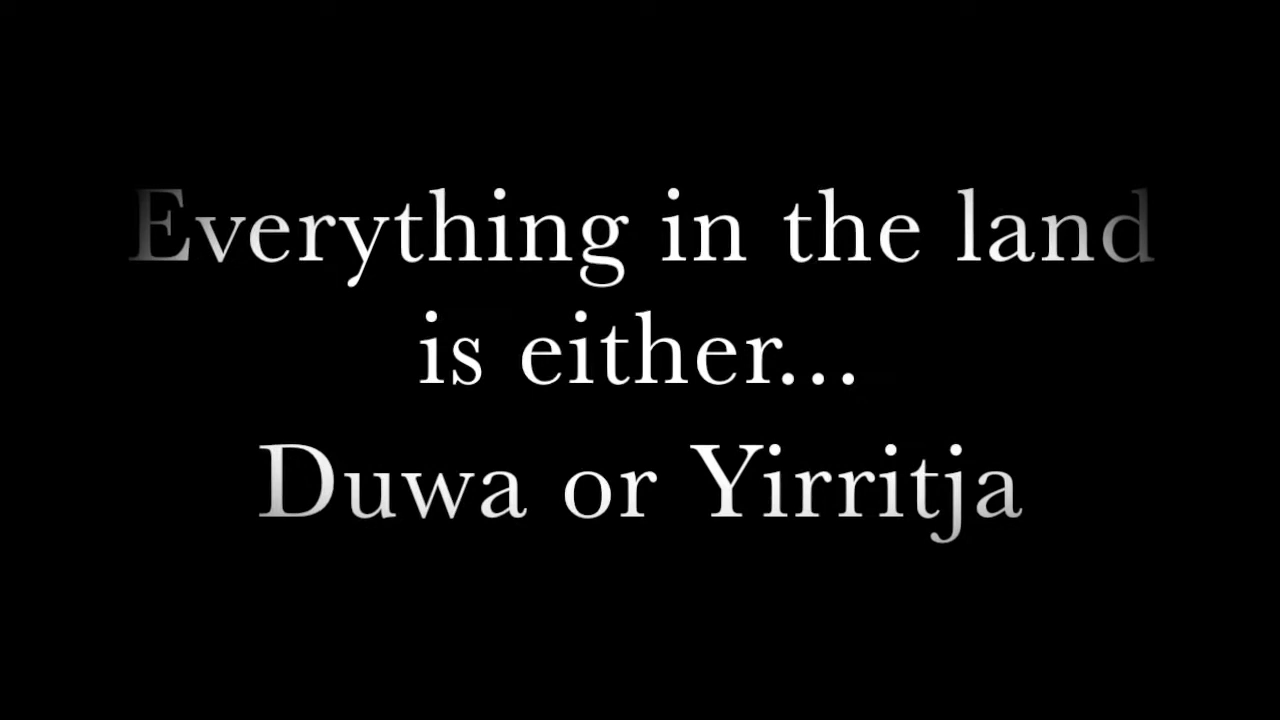 Everything in the land
is either...
Duwa or Yirritja